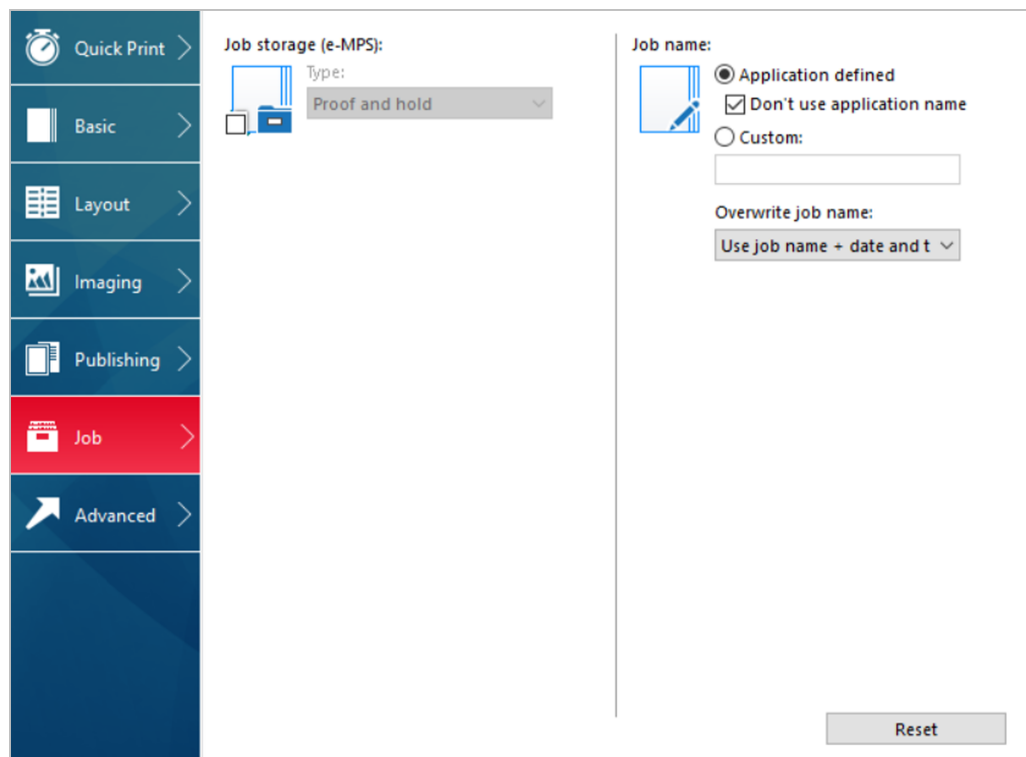 Quick Print
Basic
Layout
Imaging
Publishing
Job
Advanced
Job storage (e-MPS):
Type:
Proof and hold
Job name:
Application defined
Don't use application name
Custom:
Overwrite job name:
Use job name + date and t
Reset